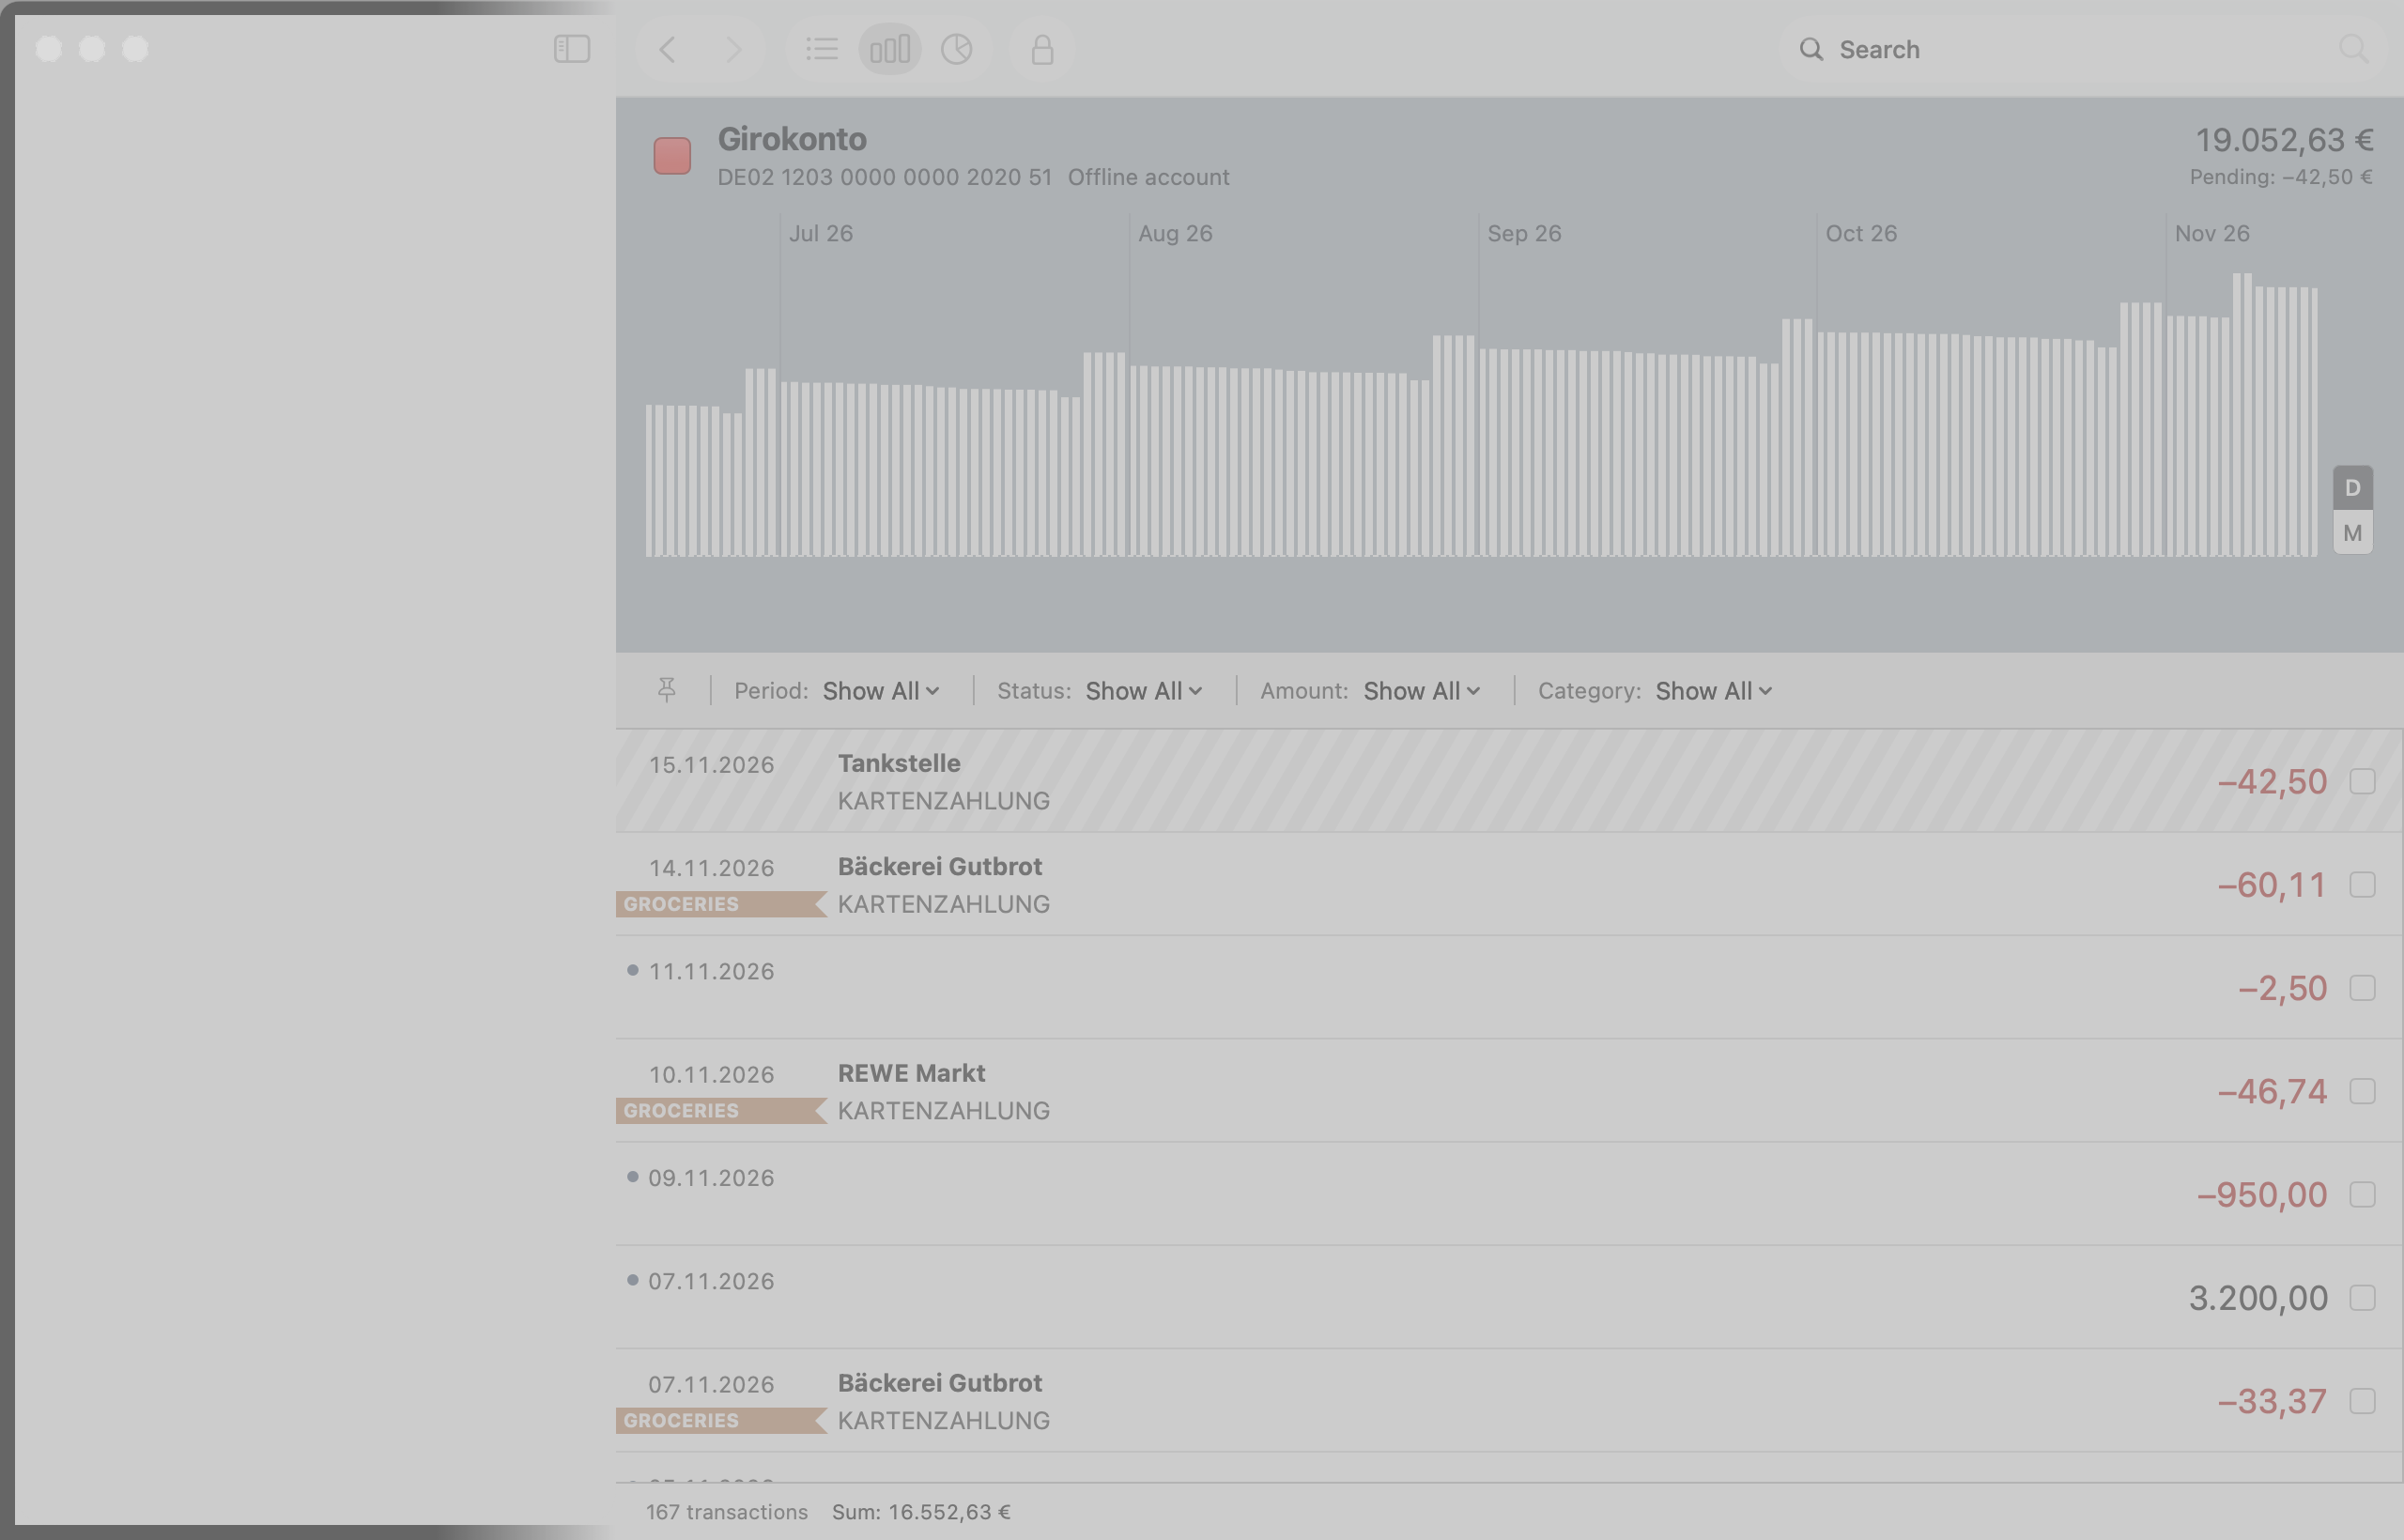 Search
Girokonto
19.052,63 €
DE02 1203 0000 0000 2020 51 Offline account
Pending: –42,50 €
Jul 26
Aug 26
Sep 26
Oct 26
Nov 26
D
M
Period: Show All
Status: Show All
Amount: Show All
Category: Show All
15.11.2026
Tankstelle
KARTENZAHLUNG
–42,50
14.11.2026
Bäckerei Gutbrot
GROCERIES
KARTENZAHLUNG
–60,11
11.11.2026
–2,50
10.11.2026
REWE Markt
GROCERIES
KARTENZAHLUNG
–46,74
09.11.2026
–950,00
07.11.2026
3.200,00
07.11.2026
Bäckerei Gutbrot
GROCERIES
KARTENZAHLUNG
–33,37
167 transactions Sum: 16.552,63 €